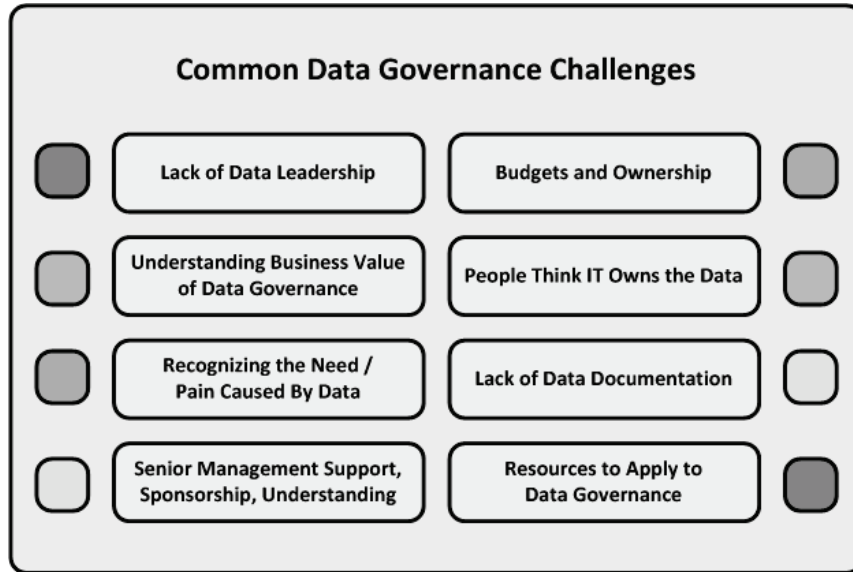 Common Data Governance Challenges
Lack of Data Leadership
Budgets and Ownership
Understanding Business Value
of Data Governance
People Think IT Owns the Data
Recognizing the Need /
Pain Caused By Data
Lack of Data Documentation
Senior Management Support,
Sponsorship, Understanding
Resources to Apply to
Data Governance